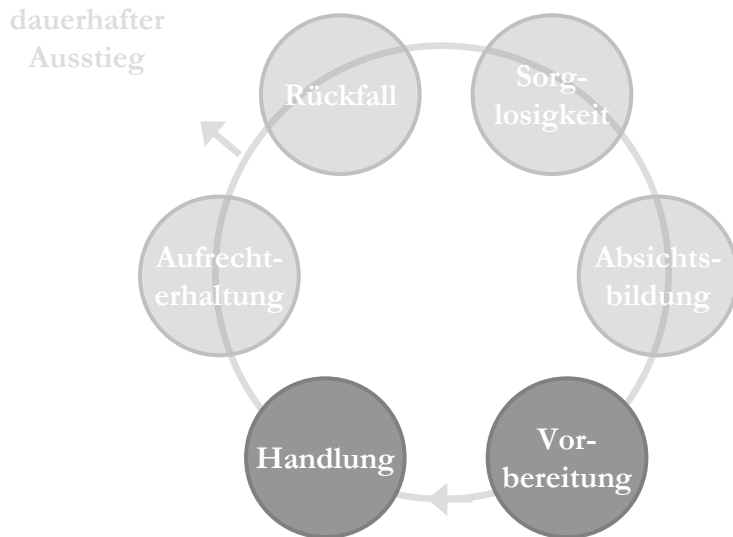 dauerhafter
Ausstieg
Rückfall
Sorg-
losigkeit
Aufrecht-
erhaltung
Absichts-
bildung
Handlung
Vor-
bereitung